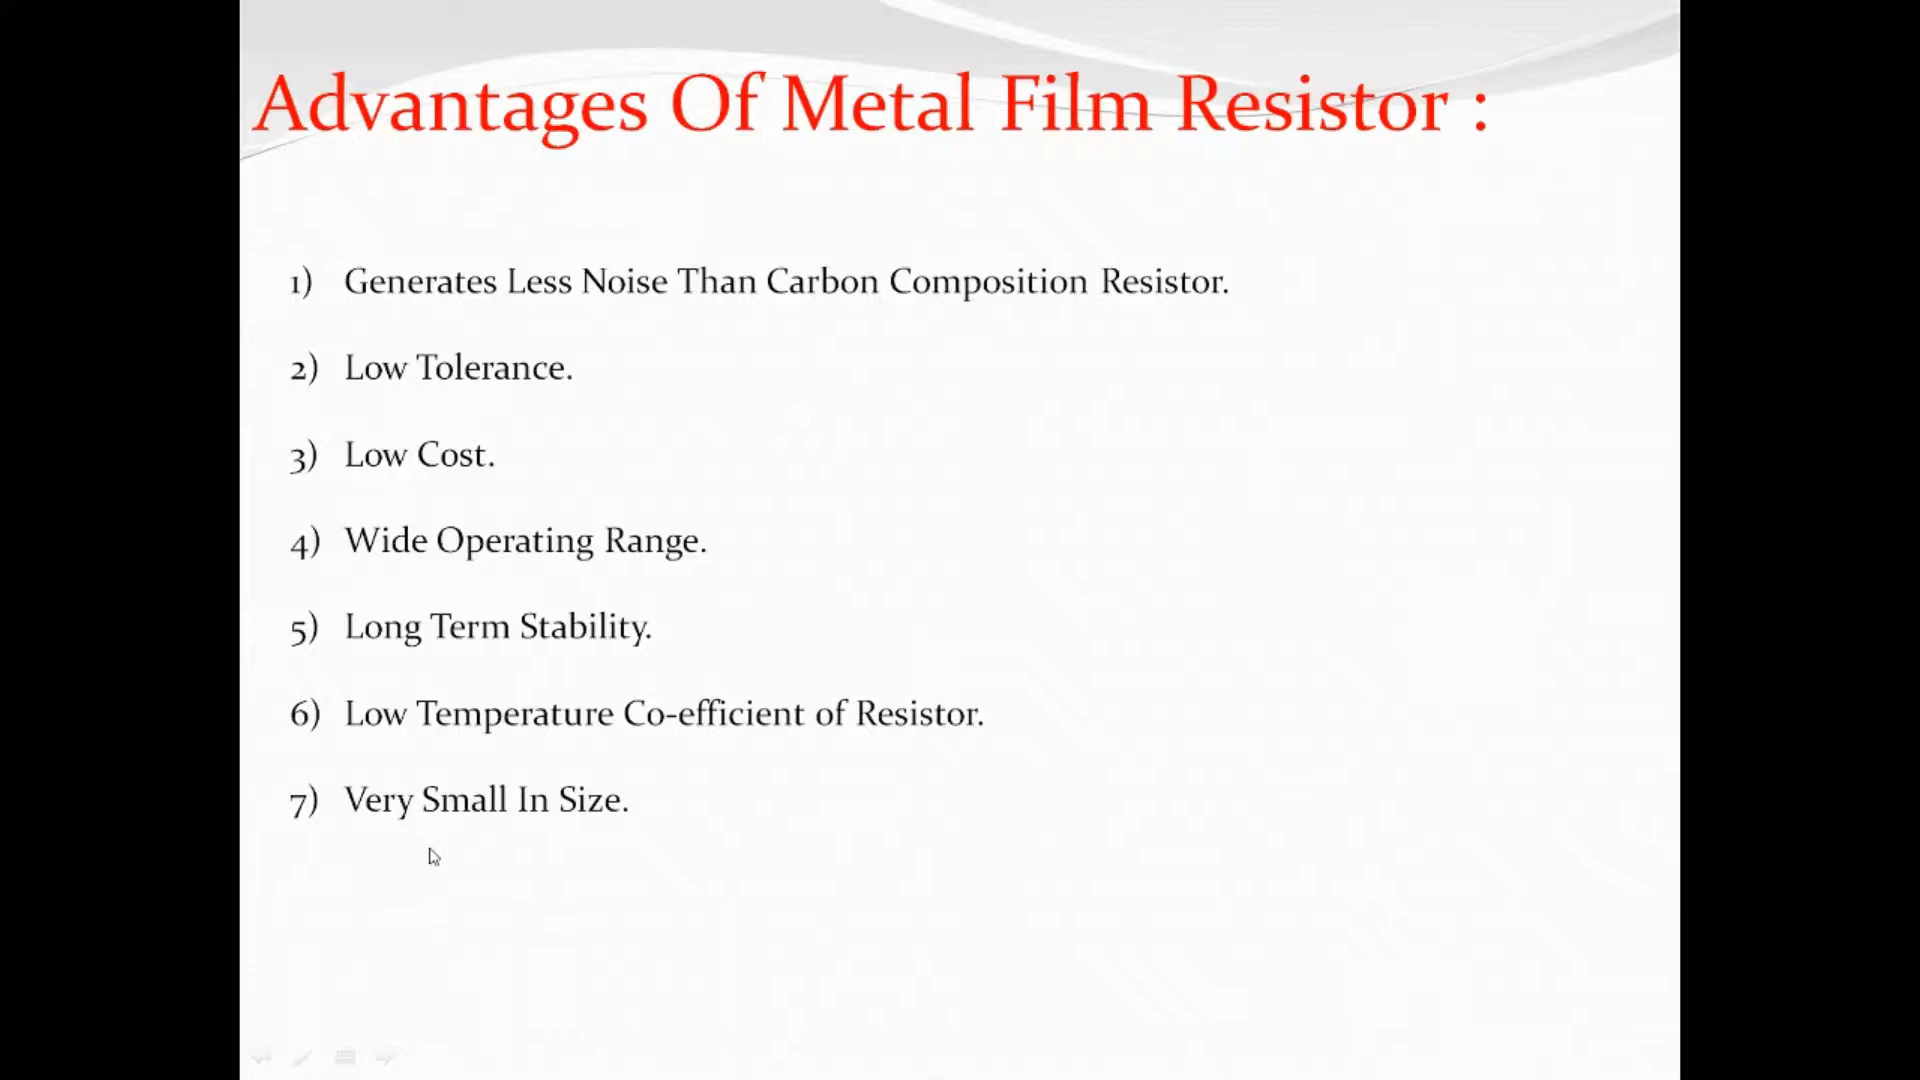 Advantages Of Metal Film Resistor :
1) Generates Less Noise Than Carbon Composition Resistor.
2) Low Tolerance.
3) Low Cost.
4) Wide Operating Range.
5) Long Term Stability.
6) Low Temperature Co-efficient of Resistor.
7) Very Small In Size.